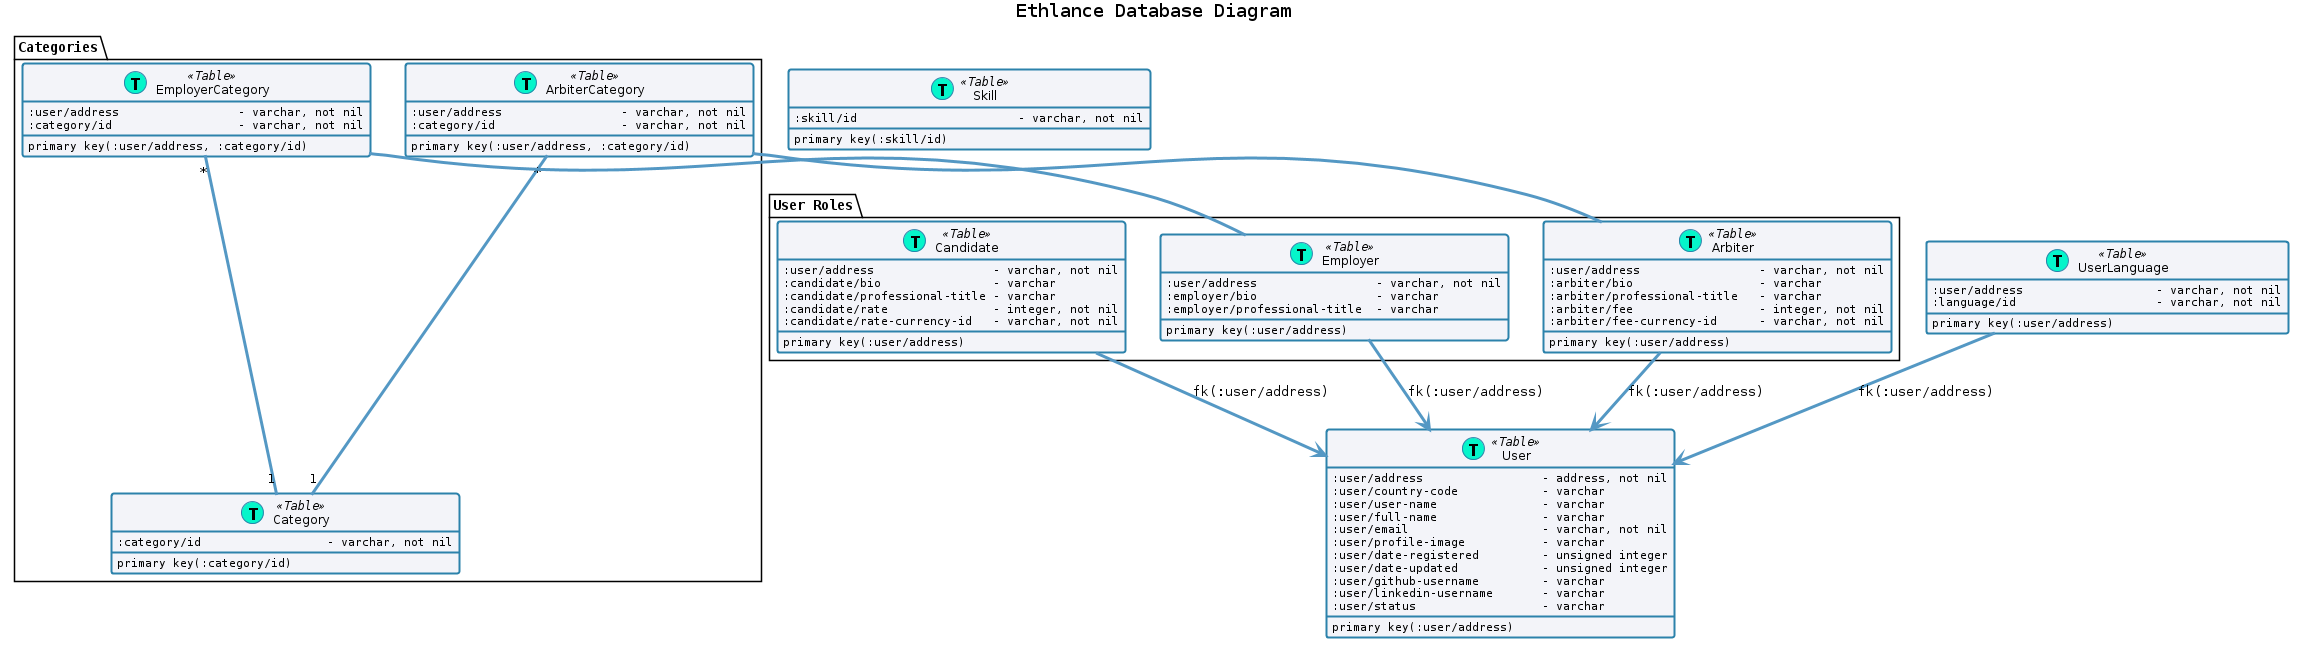 Ethlance Database Diagram
Categories
T
«Table»
EmployerCategory
:user/address - varchar, not nil
:category/id - varchar, not nil
primary key(:user/address, :category/id)
T
«Table»
ArbiterCategory
:user/address - varchar, not nil
:category/id - varchar, not nil
primary key(:user/address, :category/id)
T
«Table»
Skill
:skill/id - varchar, not nil
primary key(:skill/id)
*
*
User Roles
T
«Table»
Candidate
:user/address - varchar, not nil
:candidate/bio - varchar
:candidate/professional-title - varchar
:candidate/rate - integer, not nil
:candidate/rate-currency-id - varchar, not nil
primary key(:user/address)
T
«Table»
Employer
:user/address - varchar, not nil
:employer/bio - varchar
:employer/professional-title - varchar
primary key(:user/address)
T
«Table»
Arbiter
:user/address - varchar, not nil
:arbiter/bio - varchar
:arbiter/professional-title - varchar
:arbiter/fee - integer, not nil
:arbiter/fee-currency-id - varchar, not nil
primary key(:user/address)
T
«Table»
UserLanguage
:user/address - varchar, not nil
:language/id - varchar, not nil
primary key(:user/address)
fk(:user/address)
fk(:user/address)
fk(:user/address)
fk(:user/address)
1
1
T
«Table»
Category
:category/id - varchar, not nil
primary key(:category/id)
T
«Table»
User
:user/address - address, not nil
:user/country-code - varchar
:user/user-name - varchar
:user/full-name - varchar
:user/email - varchar, not nil
:user/profile-image - varchar
:user/date-registered - unsigned integer
:user/date-updated - unsigned integer
:user/github-username - varchar
:user/linkedin-username - varchar
:user/status - varchar
primary key(:user/address)